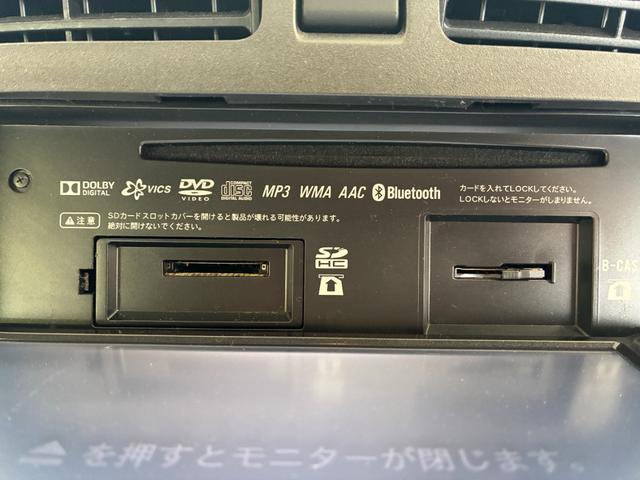 DOLBY DIGITAL VICS DVD VIDEO COMPACT disc DIGITAL AUDIO MP3 WMA AAC Bluetooth
カードを入れてLOCKしてください。
LOCKしないとモニターがしまりません。
注意 SDカードスロットカバーを開けると製品が壊れる可能性があります。
絶対に開けないでください。
SD HC
B-CAS
を押すとモニターが閉じます。